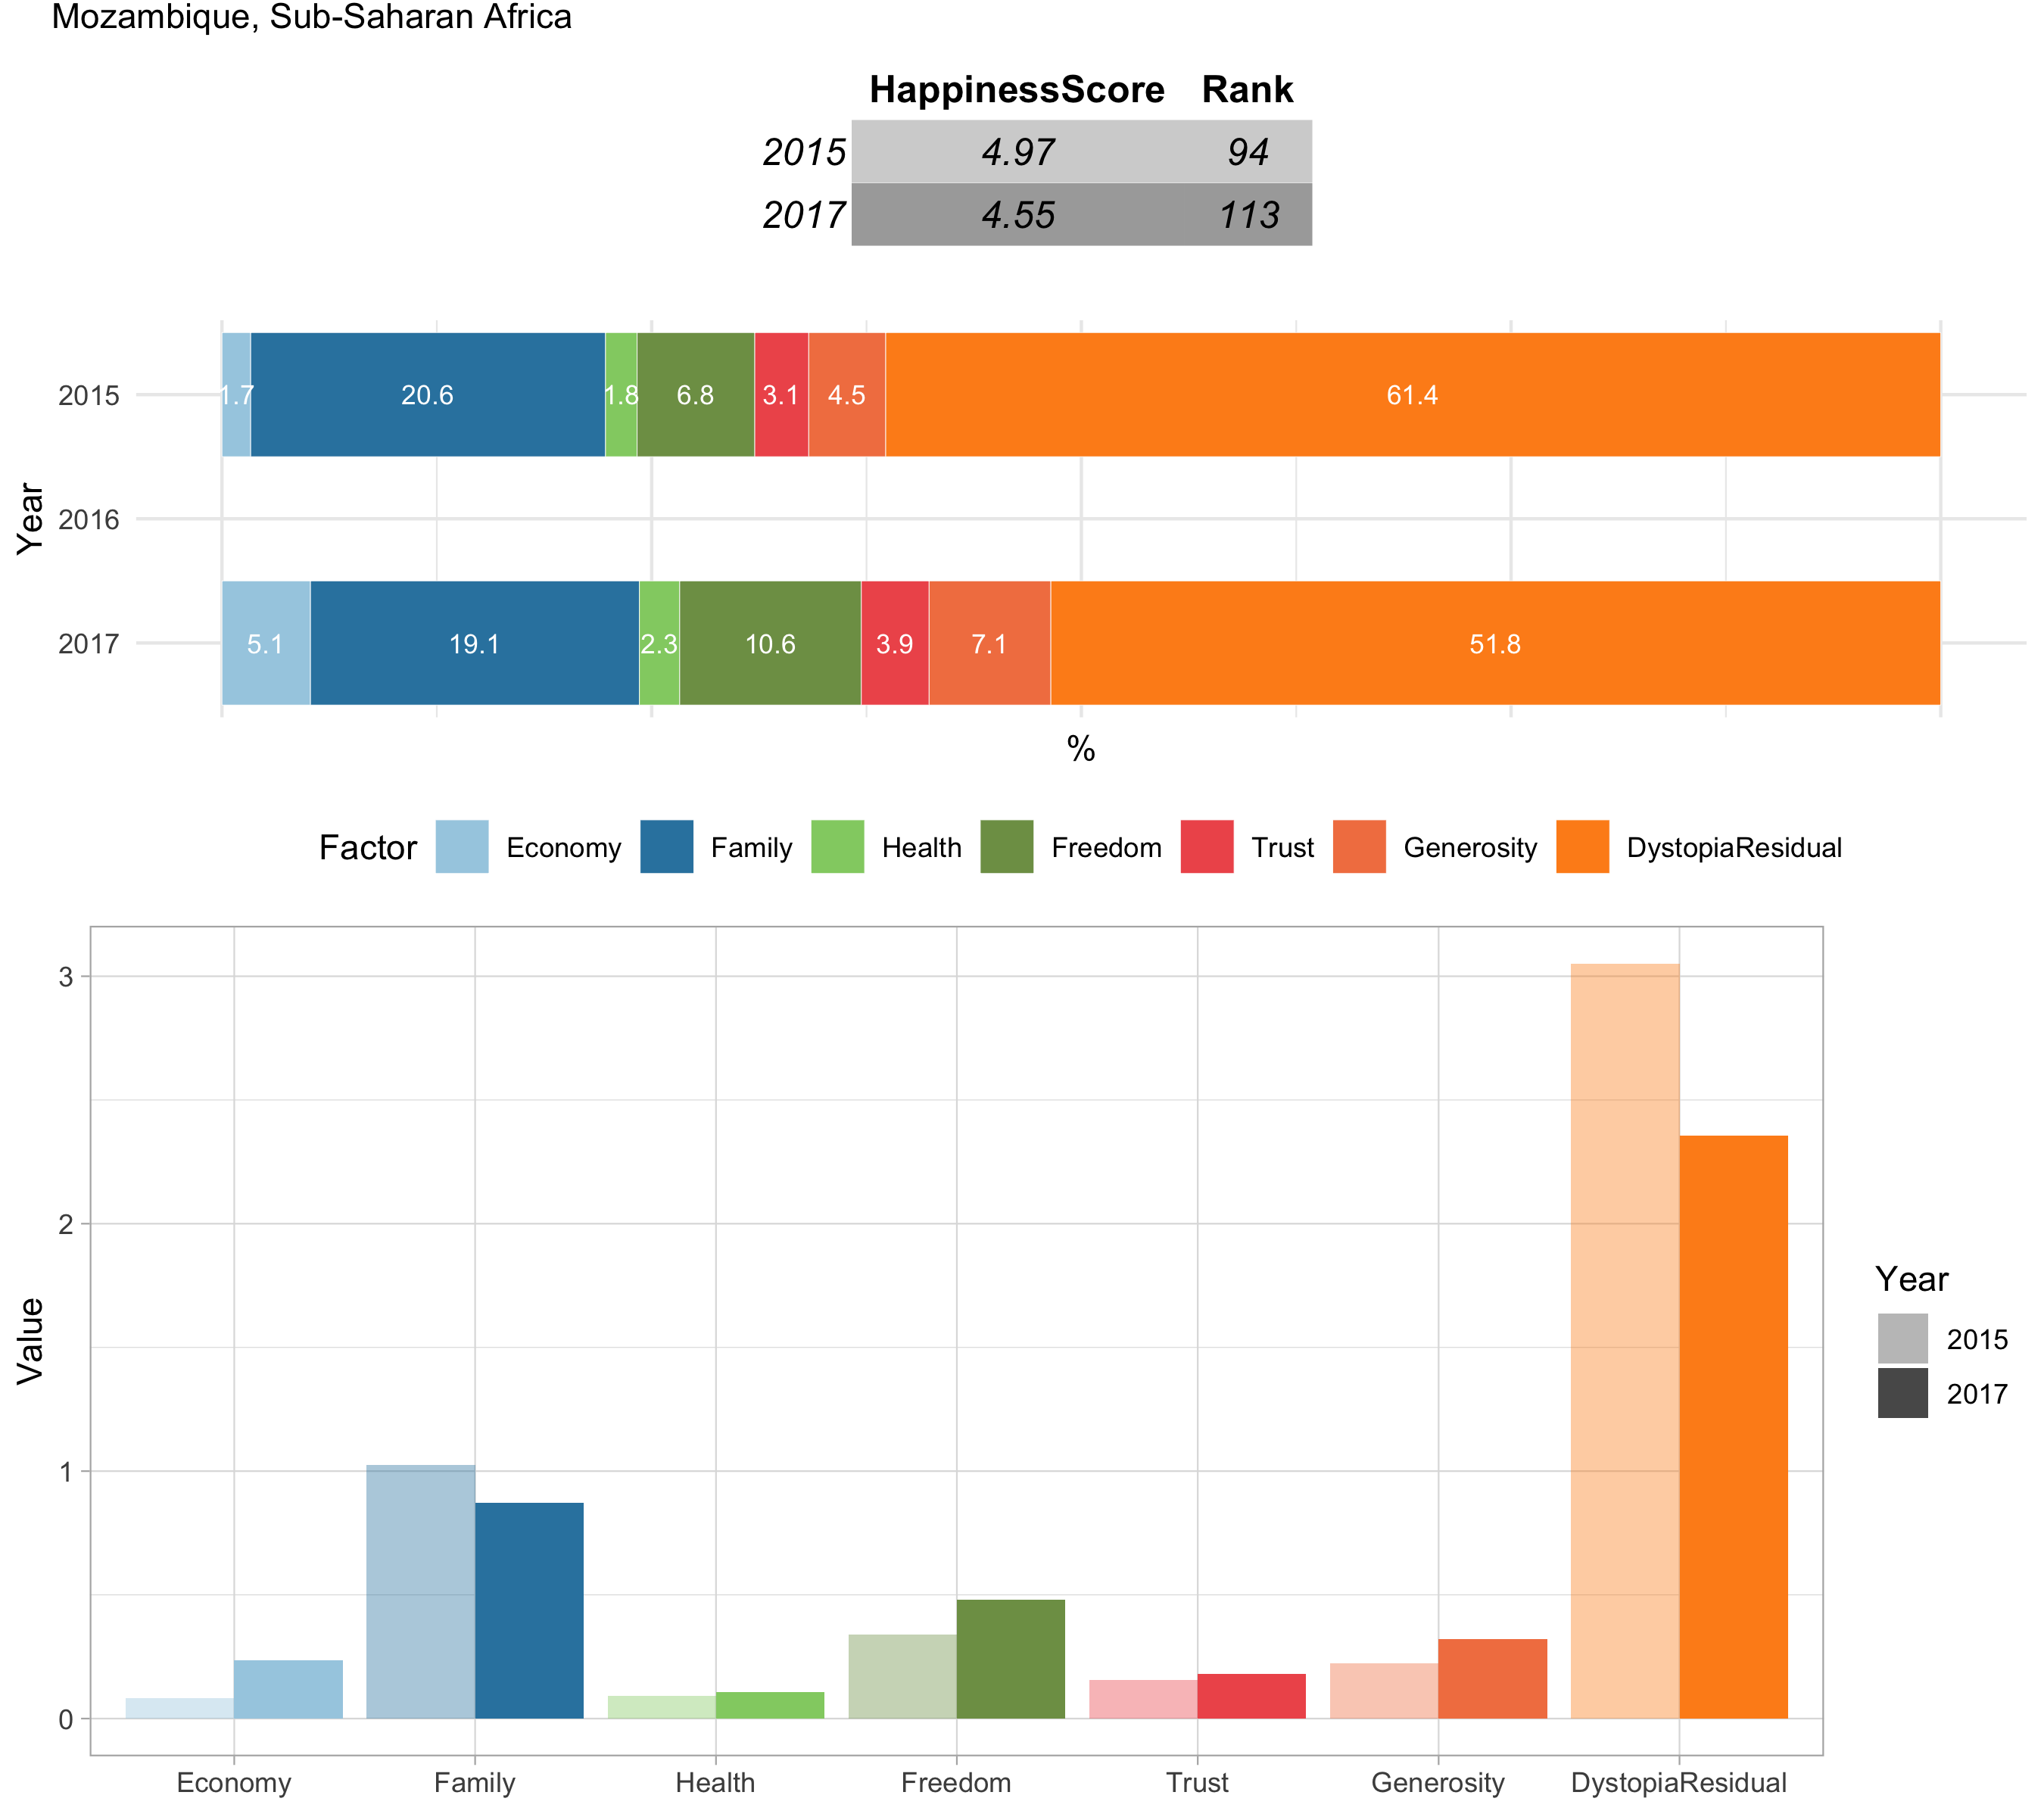 Mozambique, Sub-Saharan Africa
HappinessScore Rank
2015 4.97 94
2017 4.55 113
2015 1.7 20.6 1.8 6.8 3.1 4.5 61.4
Year
2016
2017 5.1 19.1 2.3 10.6 3.9 7.1 51.8
%
Factor Economy Family Health Freedom Trust Generosity DystopiaResidual
3
2
1
0
Value
Year
2015
2017
Economy Family Health Freedom Trust Generosity DystopiaResidual